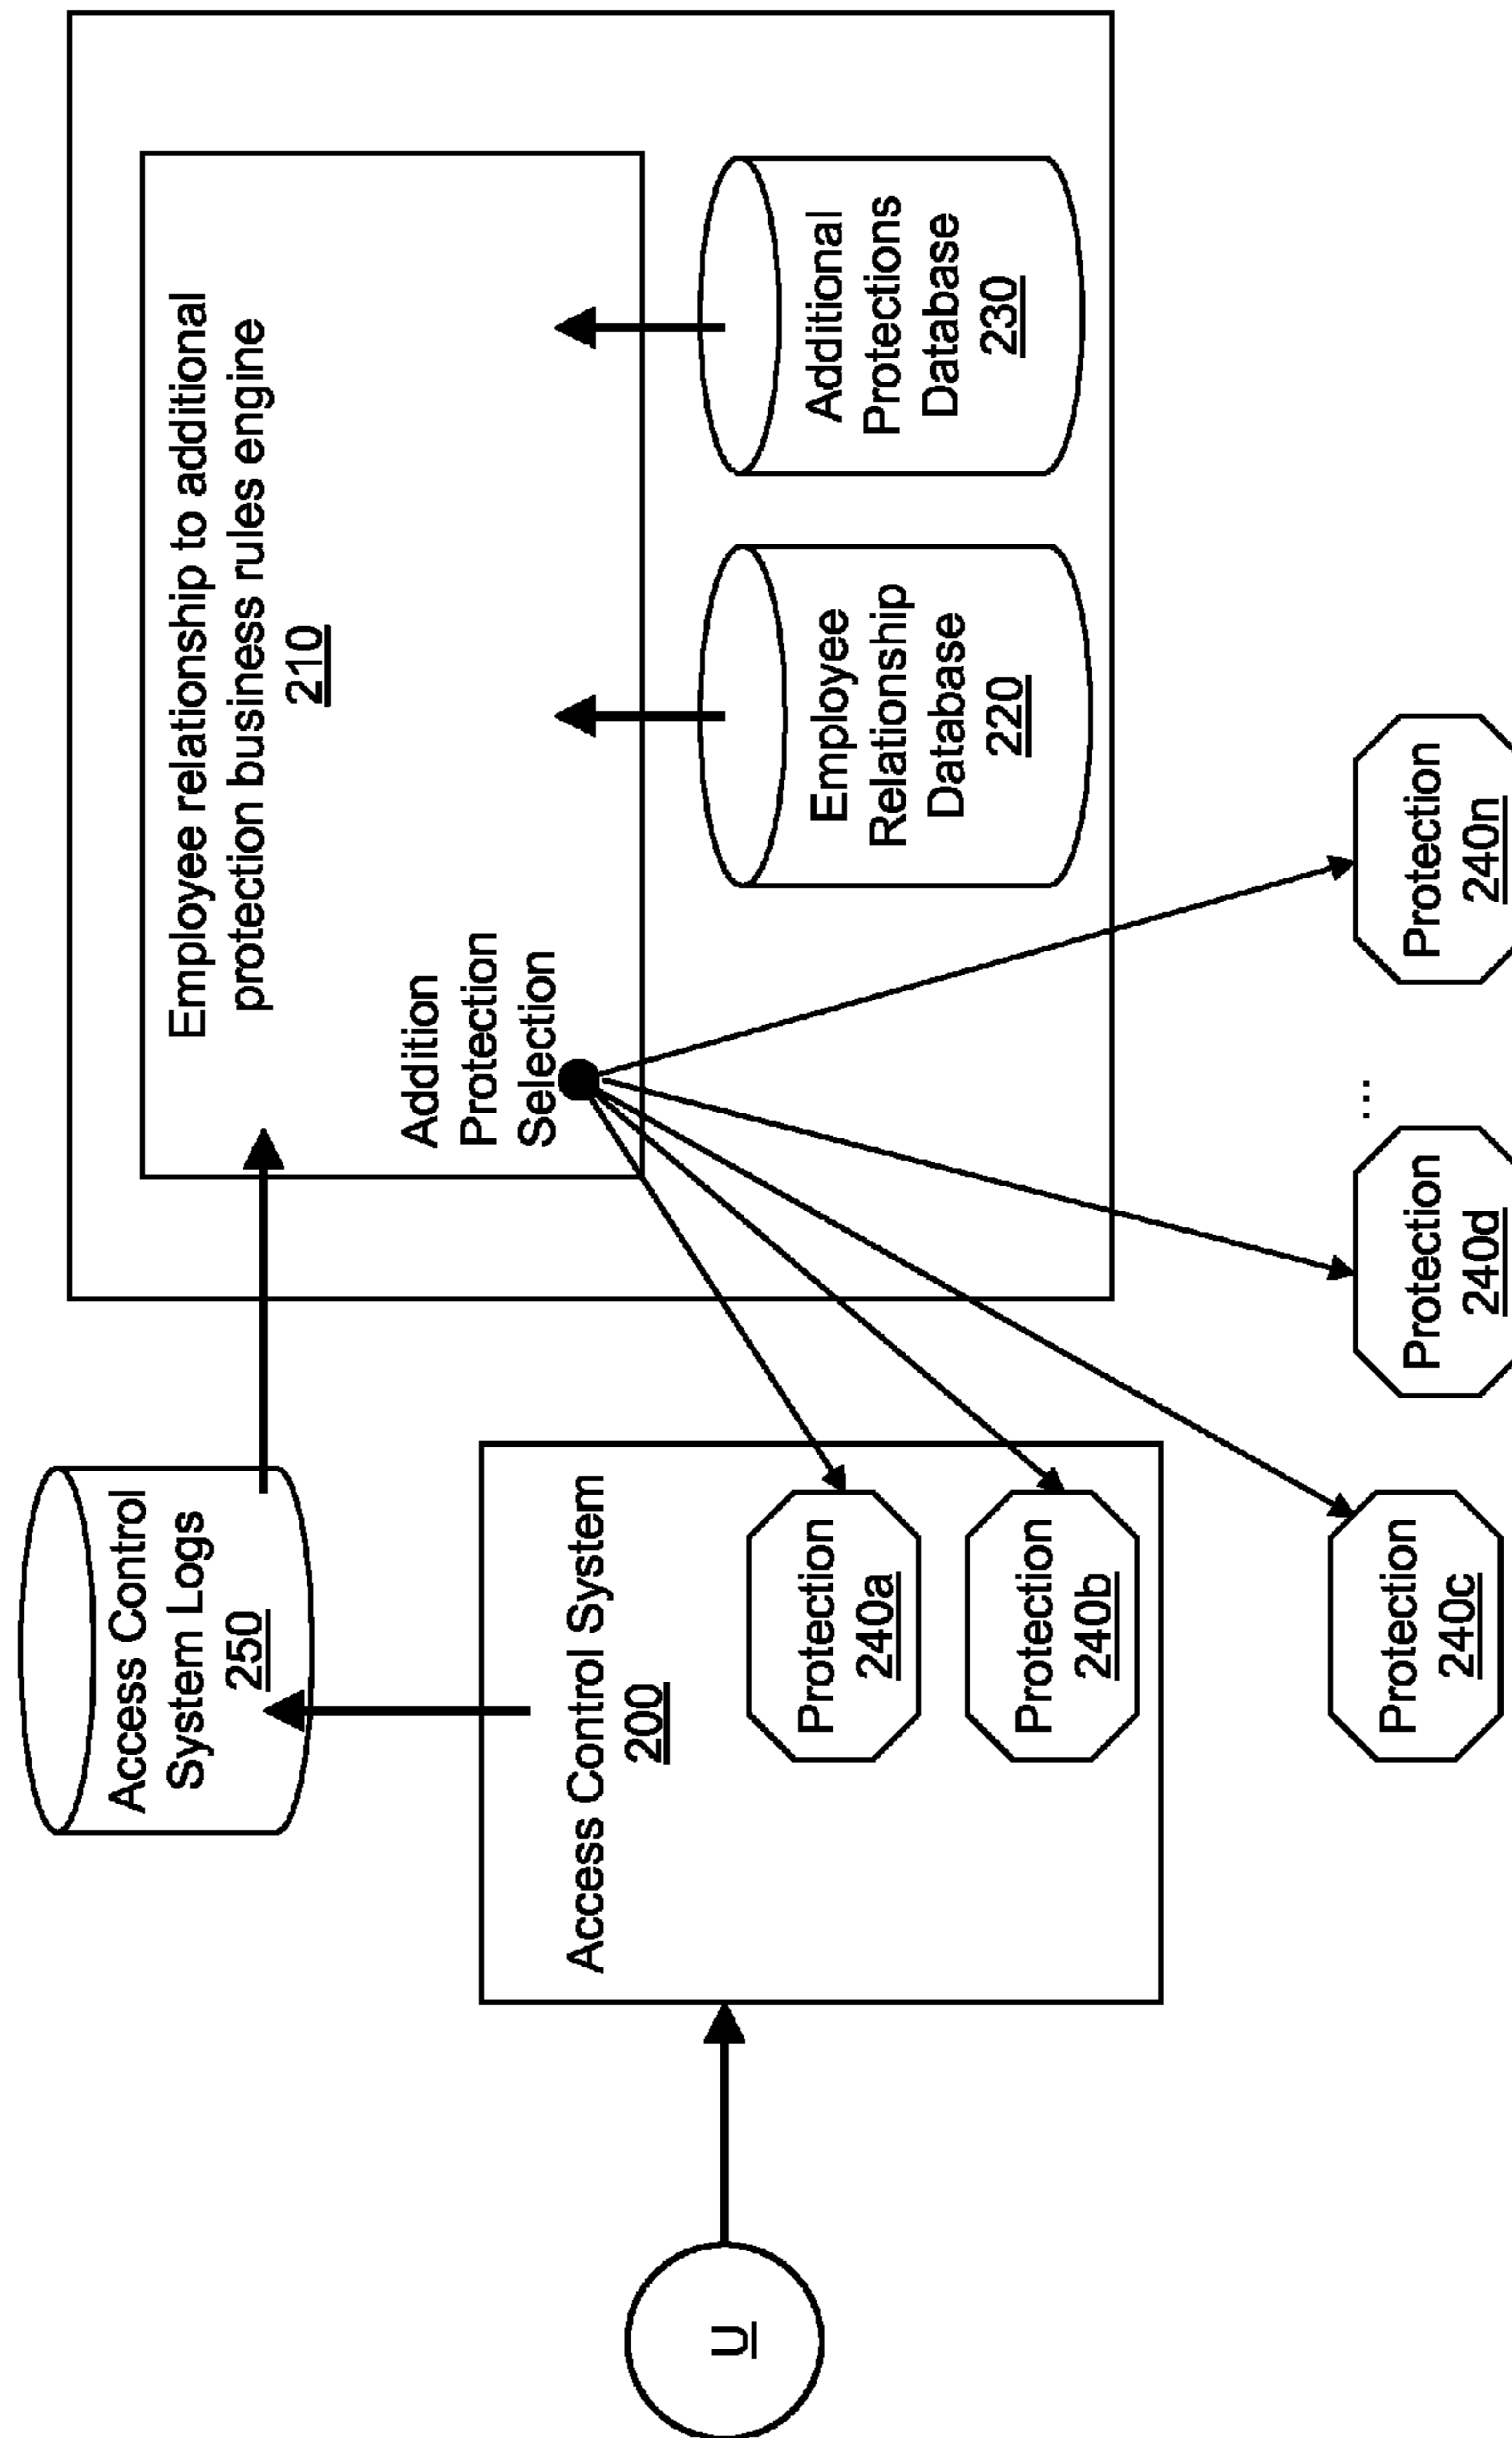 Access Control
System Logs
250
Employee relationship to additional
protection business rules engine
210
Addition
Protection
Selection
U
Access Control System
200
Protection
240a
Protection
240b
Employee
Relationship
Database
220
Additional
Protections
Database
230
Protection
240c
Protection
240d
...
Protection
240n